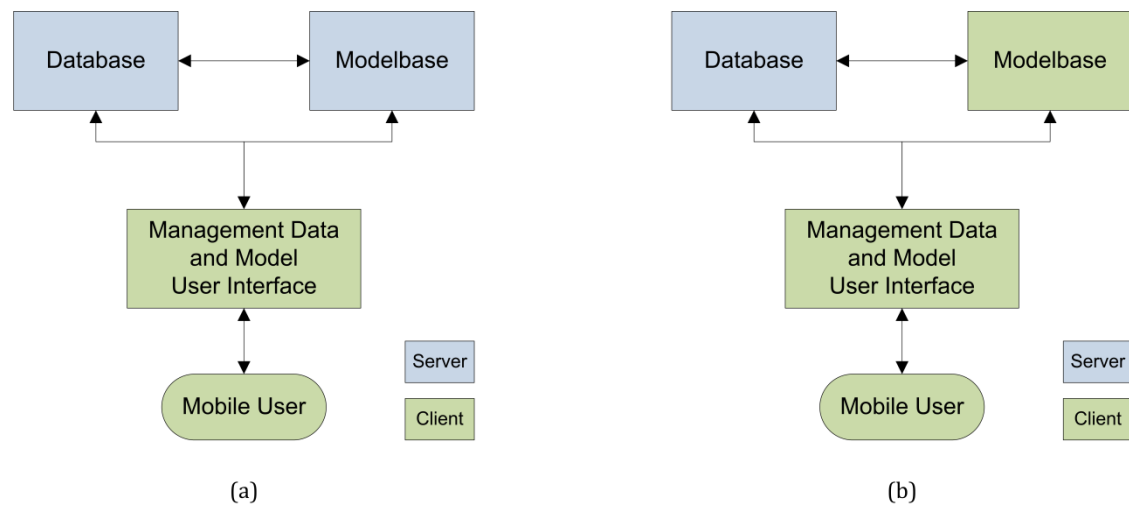 Database
Modelbase
Management Data
and Model
User Interface
Server
Mobile User
Client
(a)
Database
Modelbase
Management Data
and Model
User Interface
Server
Mobile User
Client
(b)